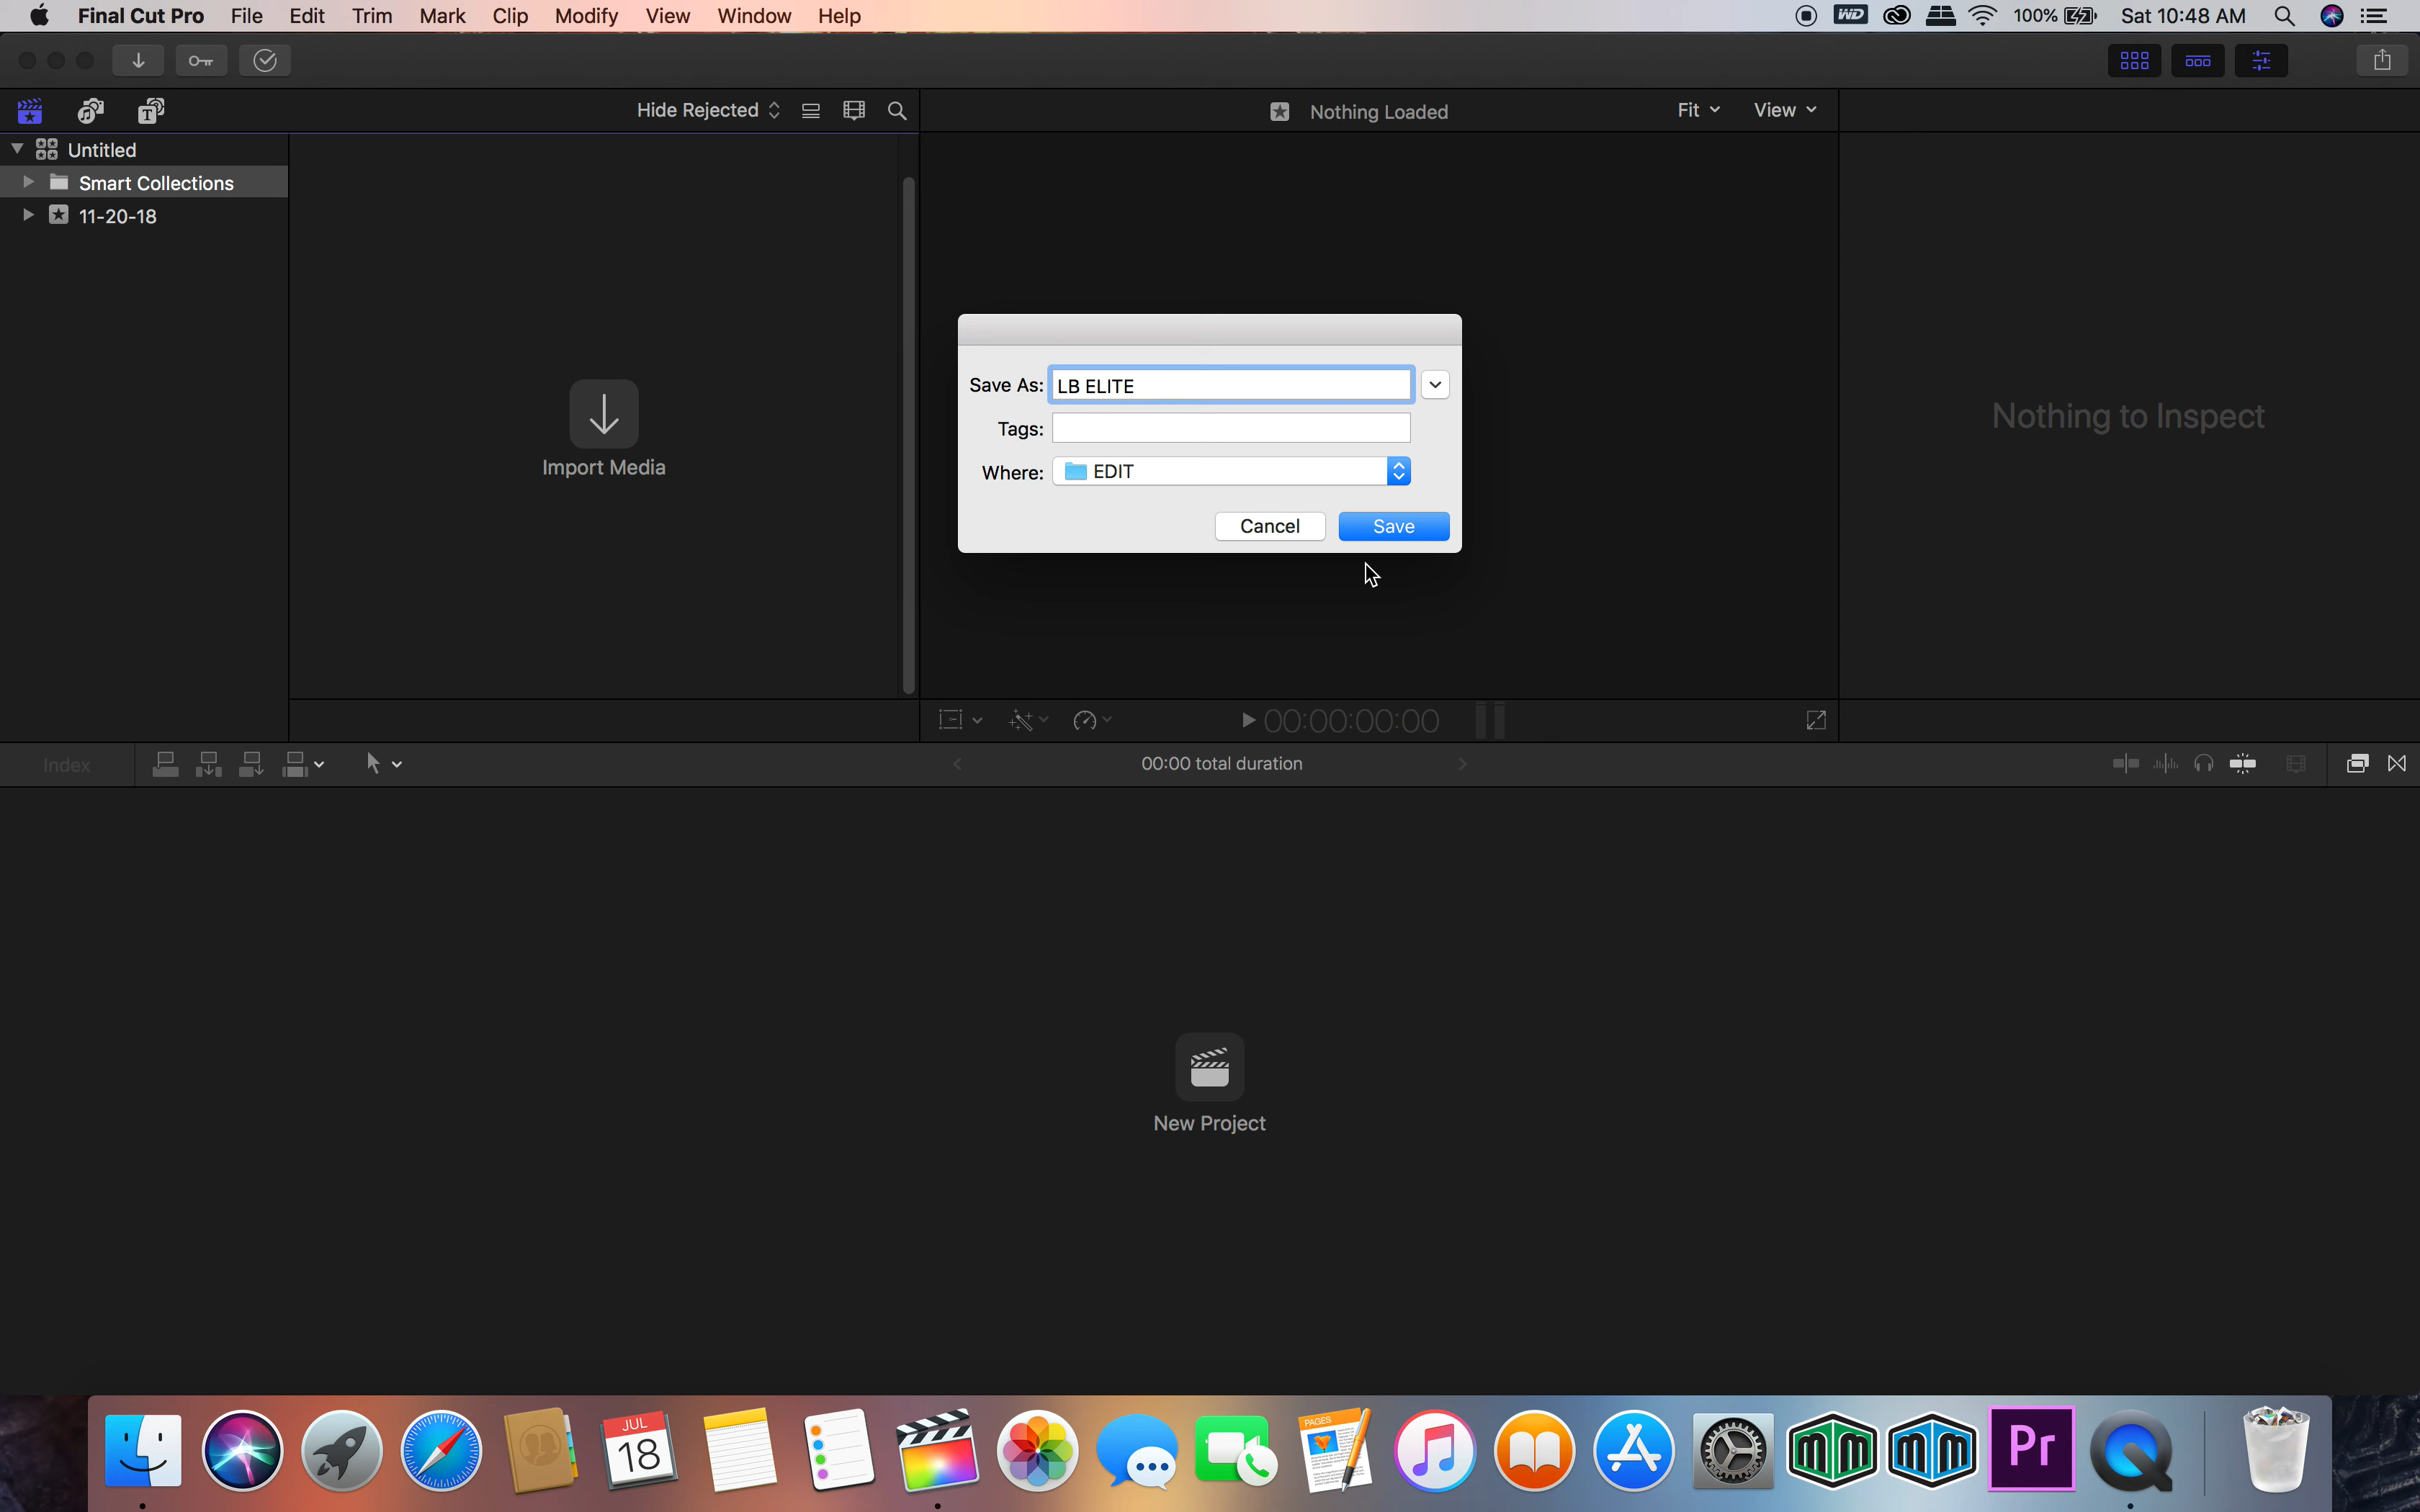 Final Cut Pro File Edit Trim Mark Clip Modify View Window Help WD 100% Sat 10:48 AM
Hide Rejected Nothing Loaded Fit View
Untitled
Smart Collections
11-20-18
Import Media
Save As: LB ELITE
Tags:
Where: EDIT
Cancel Save
Nothing to Inspect
00:00:00:00
Index 00:00 total duration
New Project
JUL
18
PAGES
Pr